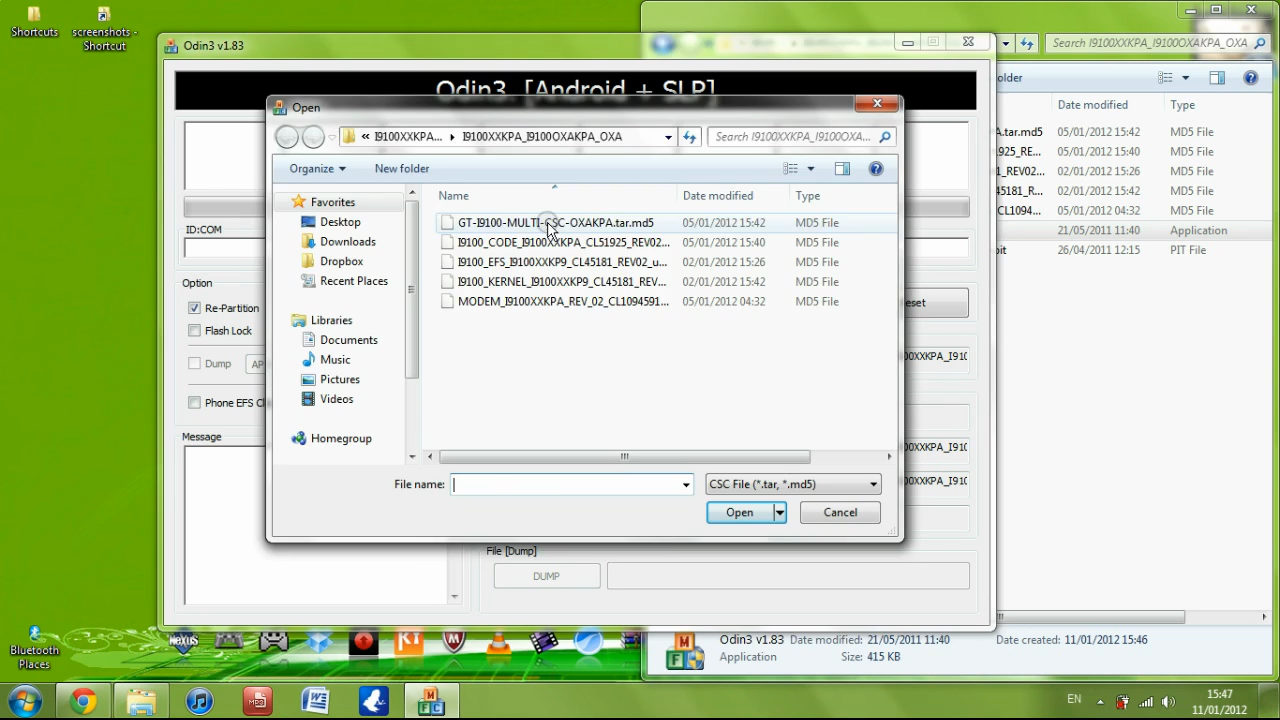 Shortcuts
screenshots -
Shortcut
Bluetooth
Places
Odin3 v1.83
Odin3 [Android + SLP]
ID:COM
Option
Re-Partition
Flash Lock
Dump
Phone EFS Cl
Message
File [Dump]
DUMP
eset
00XXKPA_I910
00XXKPA_I910
00XXKPA_I910
Open
« I9100XXKPA... I9100XXKPA_I9100OXAKPA_OXA
Search I9100XXKPA_I9100OXA...
Organize
New folder
Favorites
Desktop
Downloads
Dropbox
Recent Places
Libraries
Documents
Music
Pictures
Videos
Homegroup
Name Date modified Type
GT-I9100-MULTI-CSC-OXAKPA.tar.md5 05/01/2012 15:42 MD5 File
I9100_CODE_I9100XXKPA_CL51925_REV02... 05/01/2012 15:40 MD5 File
I9100_EFS_I9100XXKP9_CL45181_REV02_u... 02/01/2012 15:26 MD5 File
I9100_KERNEL_I9100XXKP9_CL45181_REV... 02/01/2012 15:42 MD5 File
MODEM_I9100XXKPA_REV_02_CL1094591... 05/01/2012 04:32 MD5 File
File name:
CSC File (*.tar, *.md5)
Open
Cancel
Search I9100XXKPA_I9100OXAKPA_OXA
older
Date modified Type
A.tar.md5 05/01/2012 15:42 MD5 File
1925_RE... 05/01/2012 15:40 MD5 File
1_REV02... 02/01/2012 15:26 MD5 File
45181_R... 02/01/2012 15:42 MD5 File
CL10945... 05/01/2012 04:32 MD5 File
21/05/2011 11:40 Application
pit 26/04/2011 12:15 PIT File
Odin3 v1.83 Date modified: 21/05/2011 11:40 Date created: 11/01/2012 15:46
Application Size: 415 KB
EN
15:47
11/01/2012